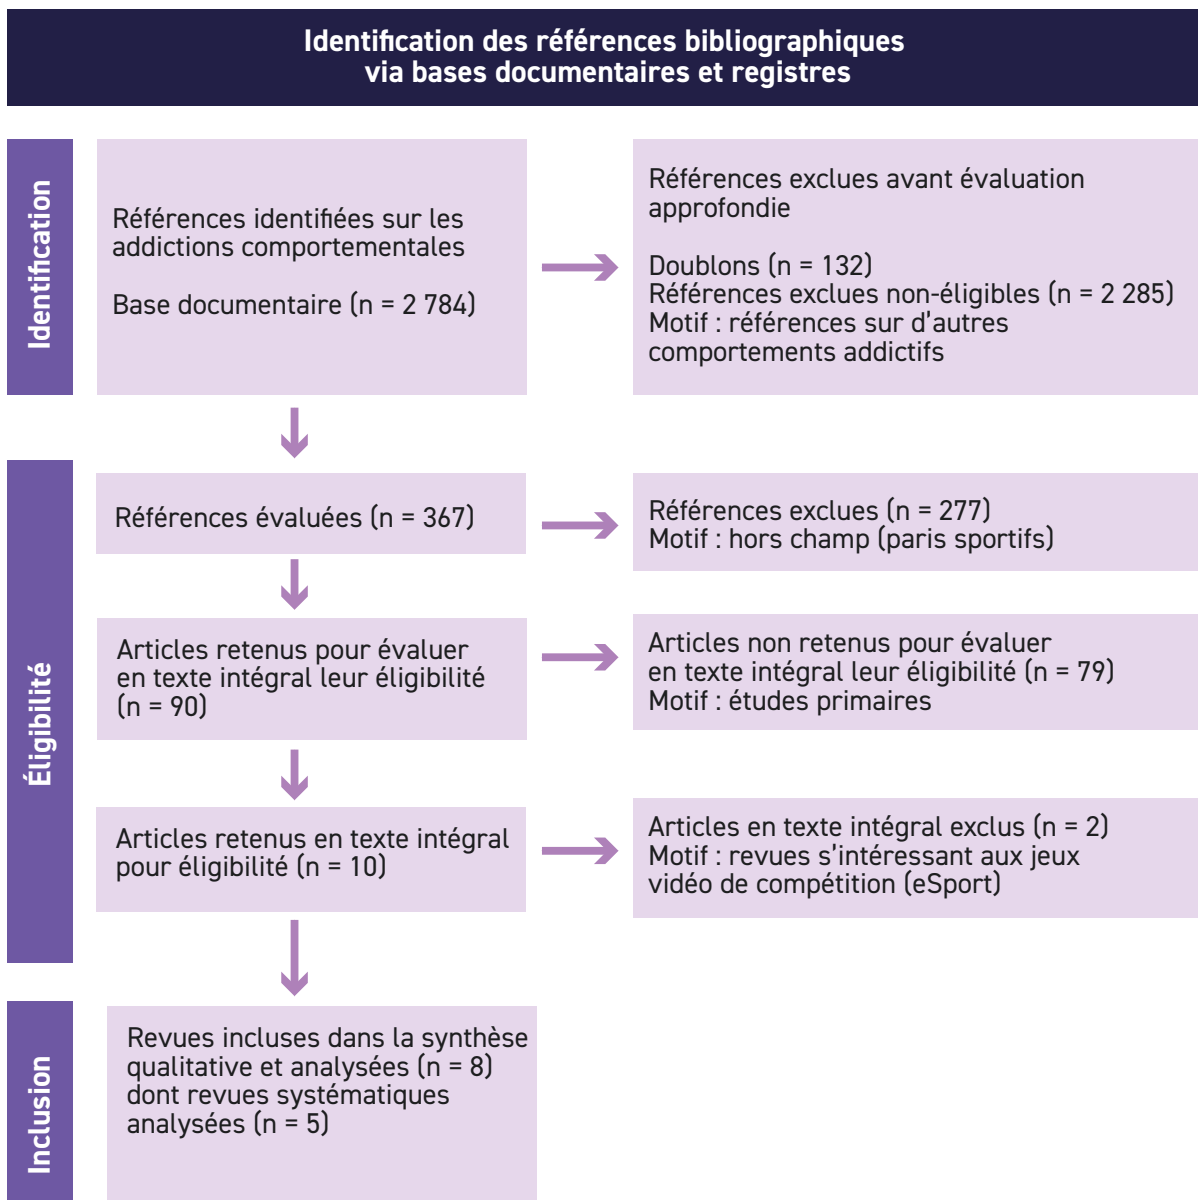 Identification des références bibliographiques
via bases documentaires et registres
Identification
Références identifiées sur les
addictions comportementales
Base documentaire (n = 2 784)
Références exclues avant évaluation
approfondie
Doublons (n = 132)
Références exclues non-éligibles (n = 2 285)
Motif : références sur d'autres
comportements addictifs
Éligibilité
Références évaluées (n = 367)
Références exclues (n = 277)
Motif : hors champ (paris sportifs)
Articles retenus pour évaluer
en texte intégral leur éligibilité
(n = 90)
Articles non retenus pour évaluer
en texte intégral leur éligibilité (n = 79)
Motif : études primaires
Articles retenus en texte intégral
pour éligibilité (n = 10)
Articles en texte intégral exclus (n = 2)
Motif : revues s'intéressant aux jeux
vidéo de compétition (eSport)
Inclusion
Revues incluses dans la synthèse
qualitative et analysées (n = 8)
dont revues systématiques
analysées (n = 5)